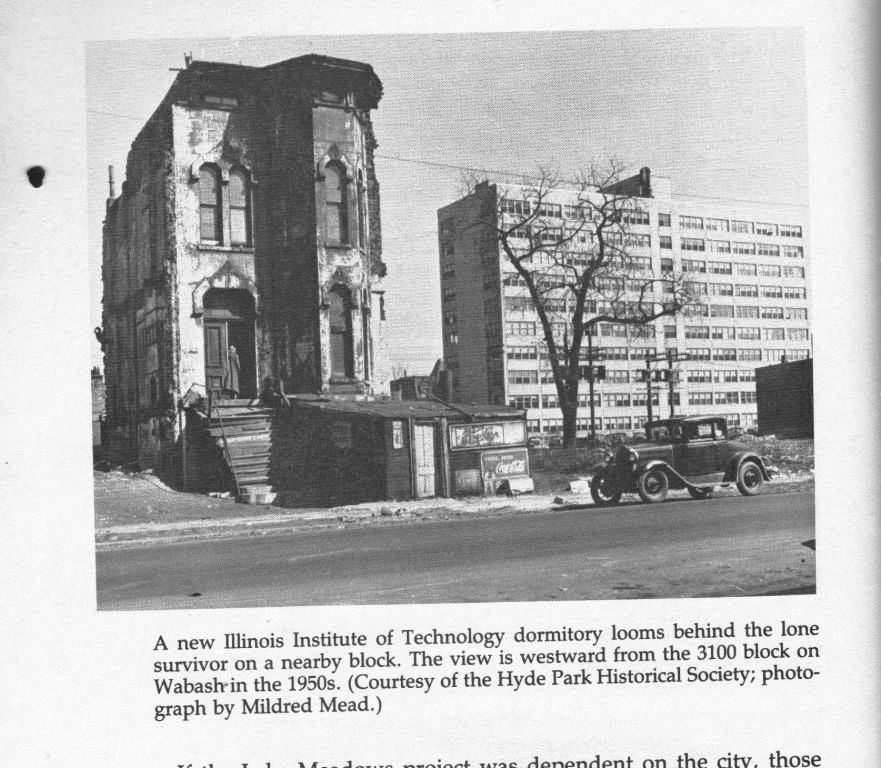 Coca-Cola
A new Illinois Institute of Technology dormitory looms behind the lone
survivor on a nearby block. The view is westward from the 3100 block on
Wabash in the 1950s. (Courtesy of the Hyde Park Historical Society; photo-
graph by Mildred Mead.)
If the Lake Meadows project was dependent on the city, those